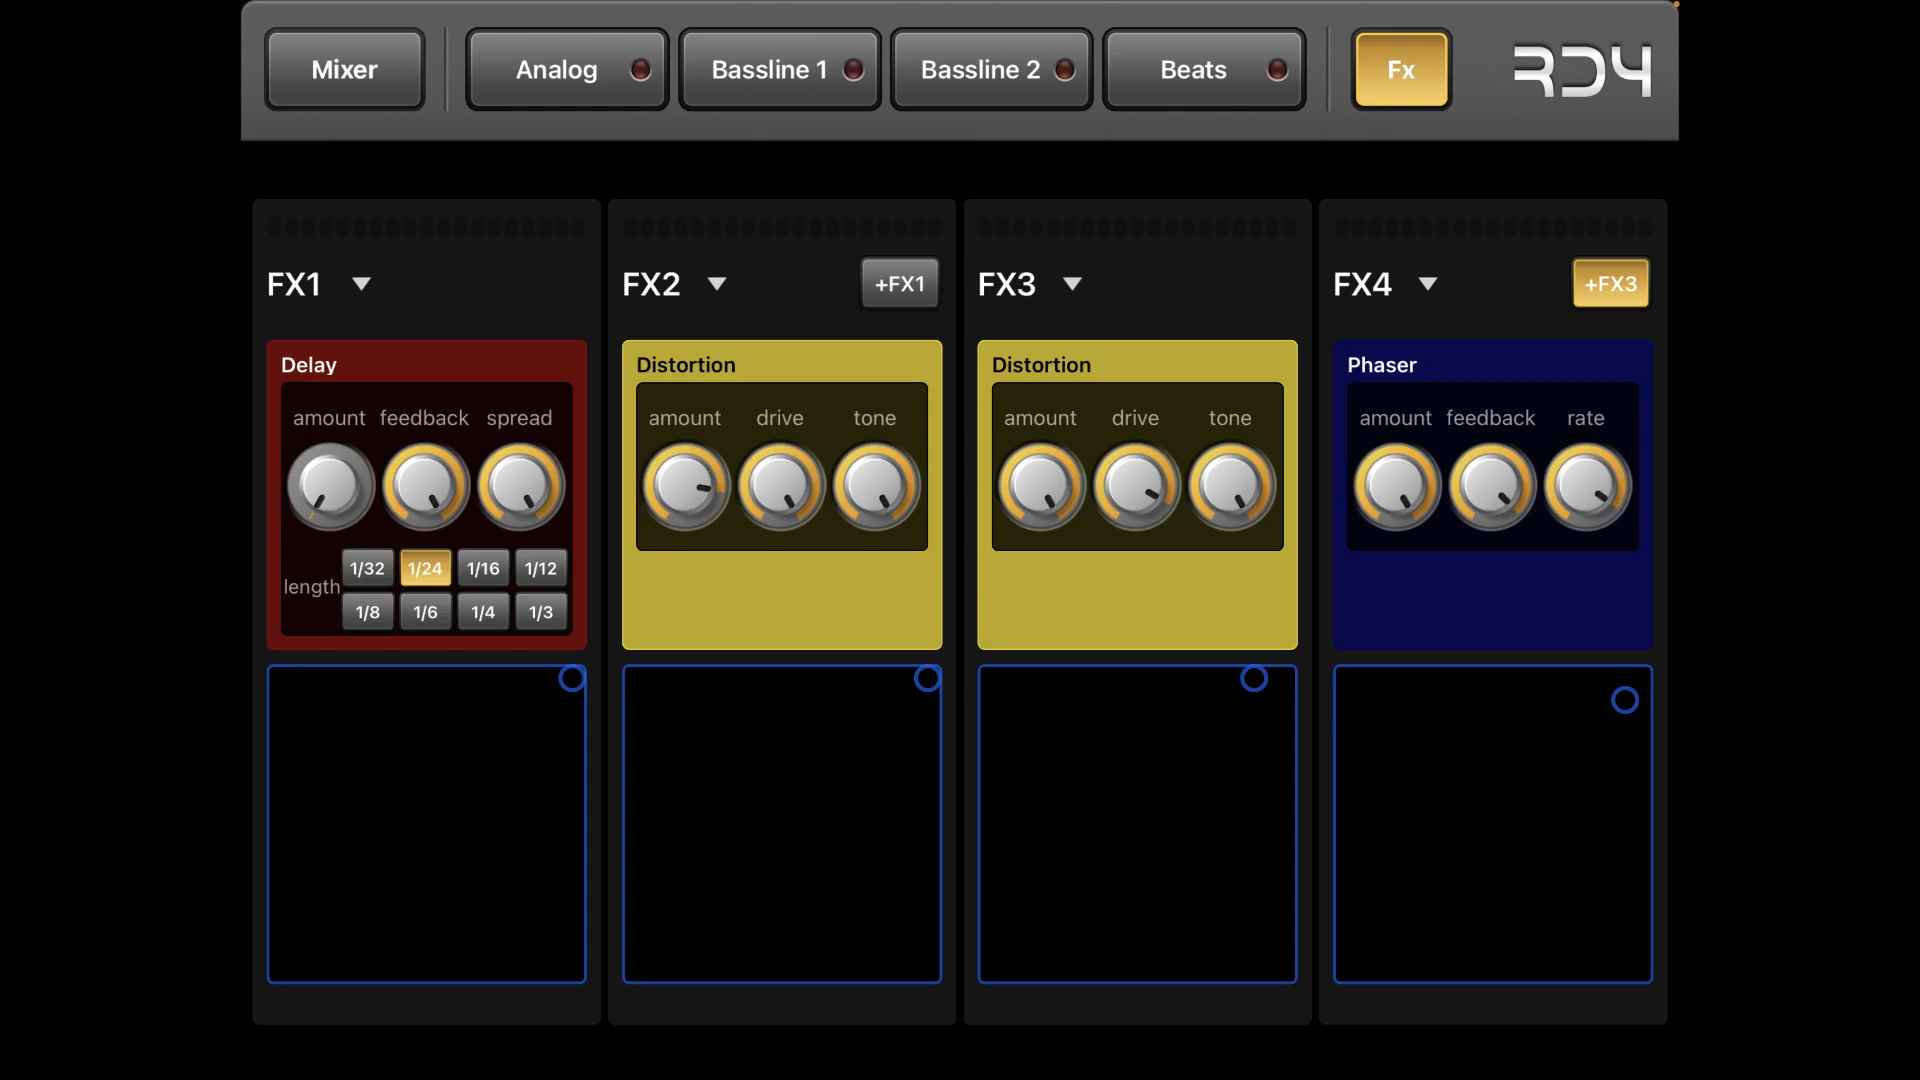 Mixer Analog Bassline 1 Bassline 2 Beats Fx RD4
FX1 FX2 +FX1 FX3 FX4 +FX3
Delay
amount feedback spread
length
1/32 1/24 1/16 1/12
1/8 1/6 1/4 1/3
Distortion
amount drive tone
Distortion
amount drive tone
Phaser
amount feedback rate